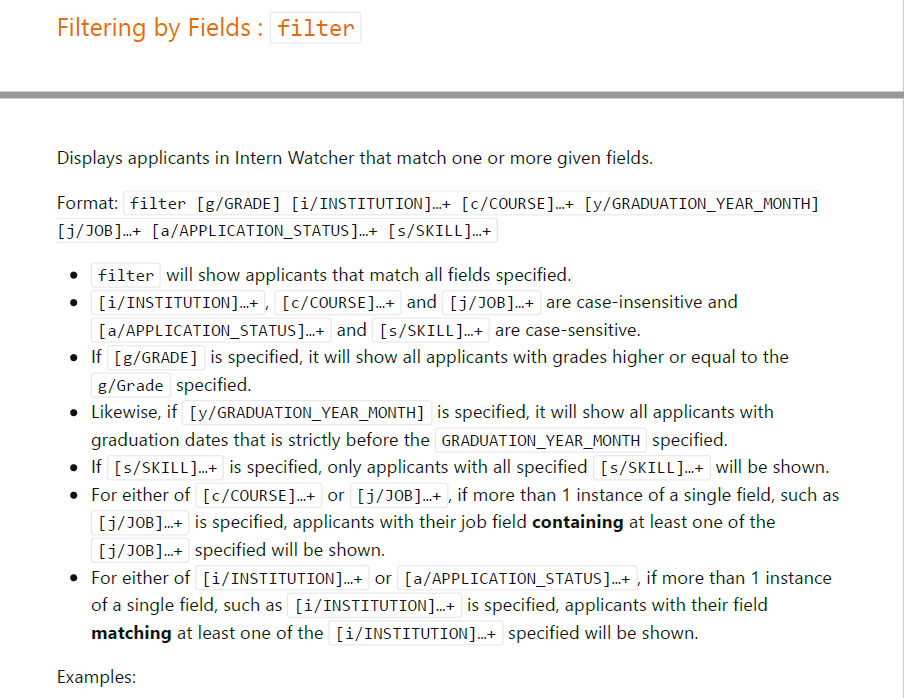 Filtering by Fields : filter
Displays applicants in Intern Watcher that match one or more given fields.
Format: filter [g/GRADE] [i/INSTITUTION]…+ [c/COURSE]…+ [y/GRADUATION_YEAR_MONTH]
[j/JOB]…+ [a/APPLICATION_STATUS]…+ [s/SKILL]…+
• filter will show applicants that match all fields specified.
• [i/INSTITUTION]…+ , [c/COURSE]…+ and [j/JOB]…+ are case-insensitive and
[a/APPLICATION_STATUS]…+ and [s/SKILL]…+ are case-sensitive.
• If [g/GRADE] is specified, it will show all applicants with grades higher or equal to the
g/Grade specified.
• Likewise, if [y/GRADUATION_YEAR_MONTH] is specified, it will show all applicants with
graduation dates that is strictly before the GRADUATION_YEAR_MONTH specified.
• If [s/SKILL]…+ is specified, only applicants with all specified [s/SKILL]…+ will be shown.
• For either of [c/COURSE]…+ or [j/JOB]…+ , if more than 1 instance of a single field, such as
[j/JOB]…+ is specified, applicants with their job field containing at least one of the
[j/JOB]…+ specified will be shown.
• For either of [i/INSTITUTION]…+ or [a/APPLICATION_STATUS]…+ , if more than 1 instance
of a single field, such as [i/INSTITUTION]…+ is specified, applicants with their field
matching at least one of the [i/INSTITUTION]…+ specified will be shown.
Examples: